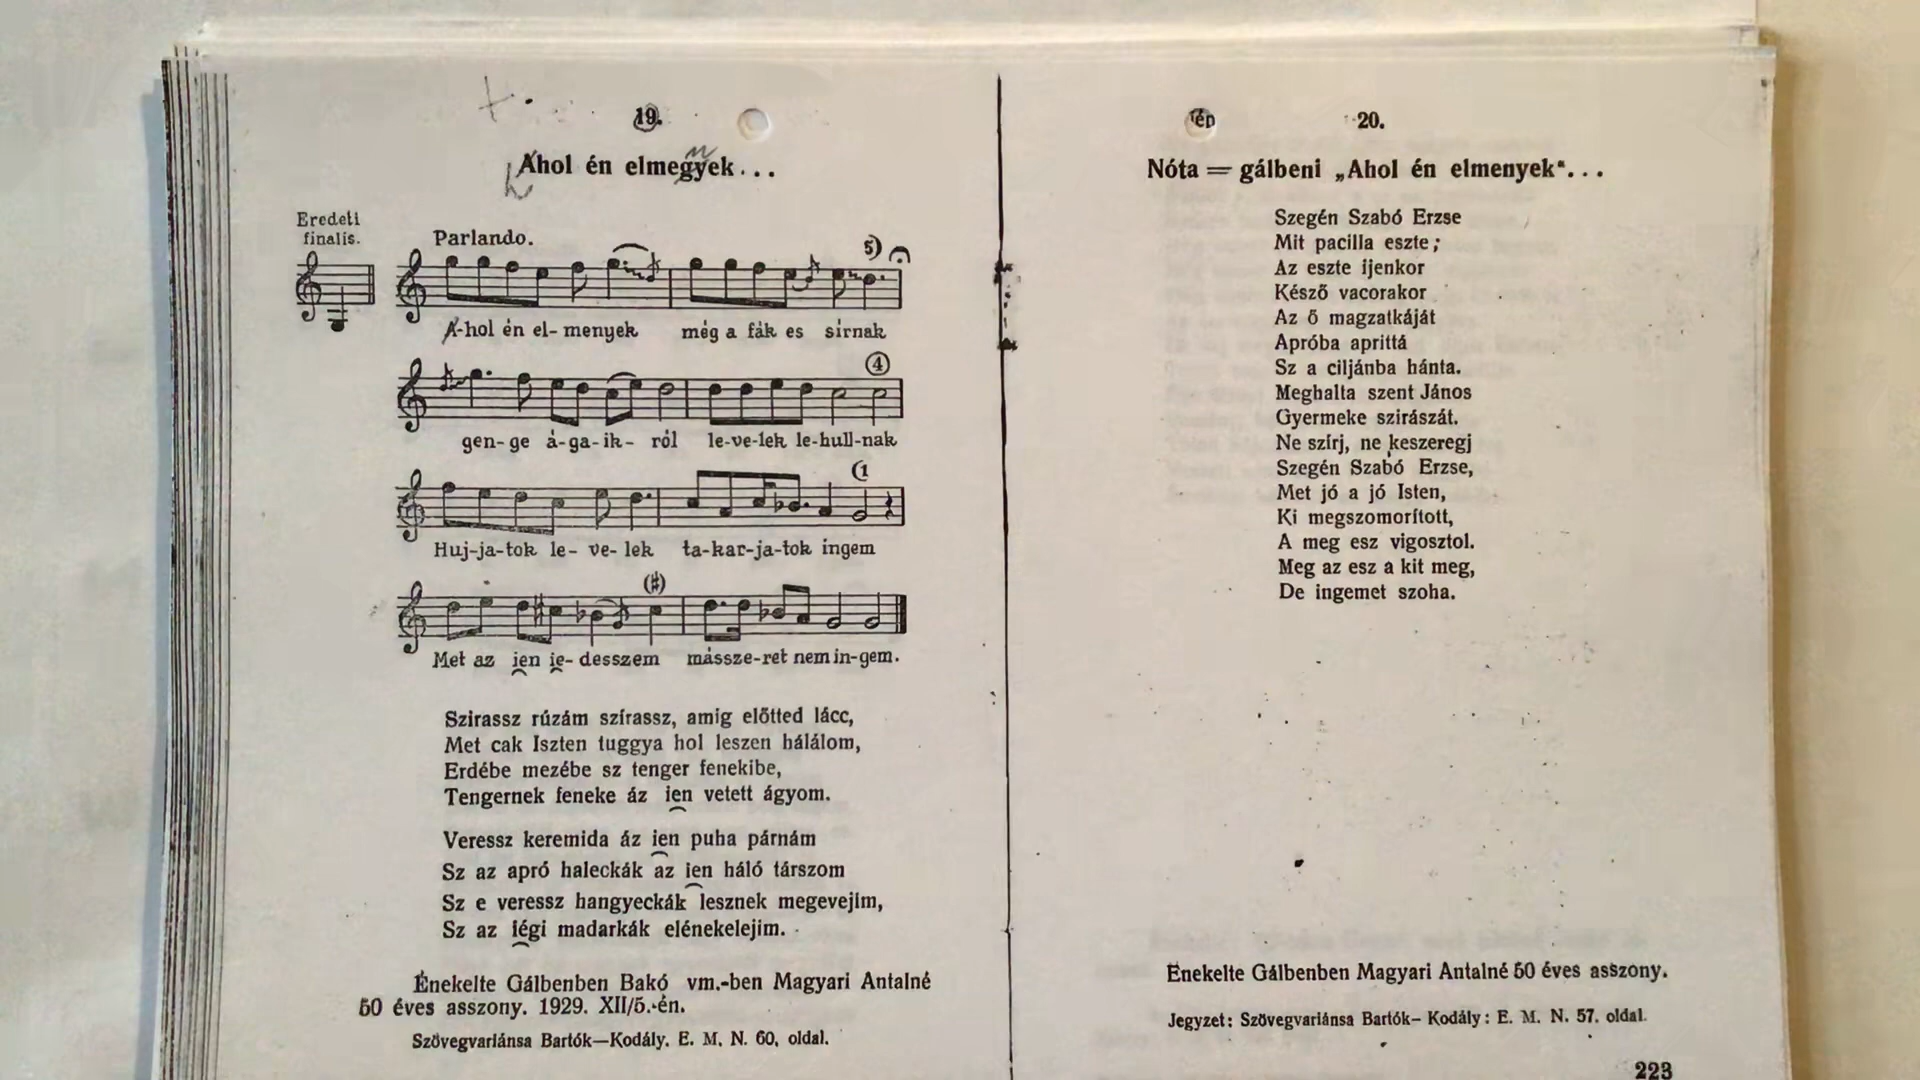 19.
Ahol én elmegyek...
Eredeti
finalis.
Parlando.
5)
A-hol én el-menyek még a fák es sírnak
4
gen-ge á-ga-ik-ról le-ve-lek le-hull-nak
(1
Huj-ja-tok le-ve-lek ta-kar-ja-tok ingem
(#)
Met az ien ie-desszem mássze-ret nem in-gem.
Szirassz rúzám szírassz, amig előtted lácc,
Met cak Iszten tuggya hol leszen hálálom,
Erdébe mezébe sz tenger fenekibe,
Tengernek feneke áz ien vetett ágyom.
Veressz keremida áz ien puha párnám
Sz az apró haleckák az ien háló társzom
Sz e veressz hangyeckák lesznek megevejim,
Sz az iégi madarkák elénekelejim.
Énekelte Gálbenben Bakó vm.-ben Magyari Antalné
50 éves asszony. 1929. XII/5.-én.
Szövegvariánsa Bartók—Kodály. E. M. N. 60. oldal.
20.
Nóta = gálbeni „Ahol én elmenyek“...
Szegén Szabó Erzse
Mit pacilla eszte;
Az eszte ijenkor
Késző vacorakor
Az ő magzatkáját
Apróba aprittá
Sz a ciljánba hánta.
Meghalta szent János
Gyermeke szirászát.
Ne szírj, ne keszeregj
Szegén Szabó Erzse,
Met jó a jó Isten,
Ki megszomorított,
A meg esz vigosztol.
Meg az esz a kit meg,
De ingemet szoha.
Enekelte Gálbenben Magyari Antalné 50 éves asszony.
Jegyzet: Szövegvariánsa Bartók—Kodály: E. M. N. 57. oldal.
223